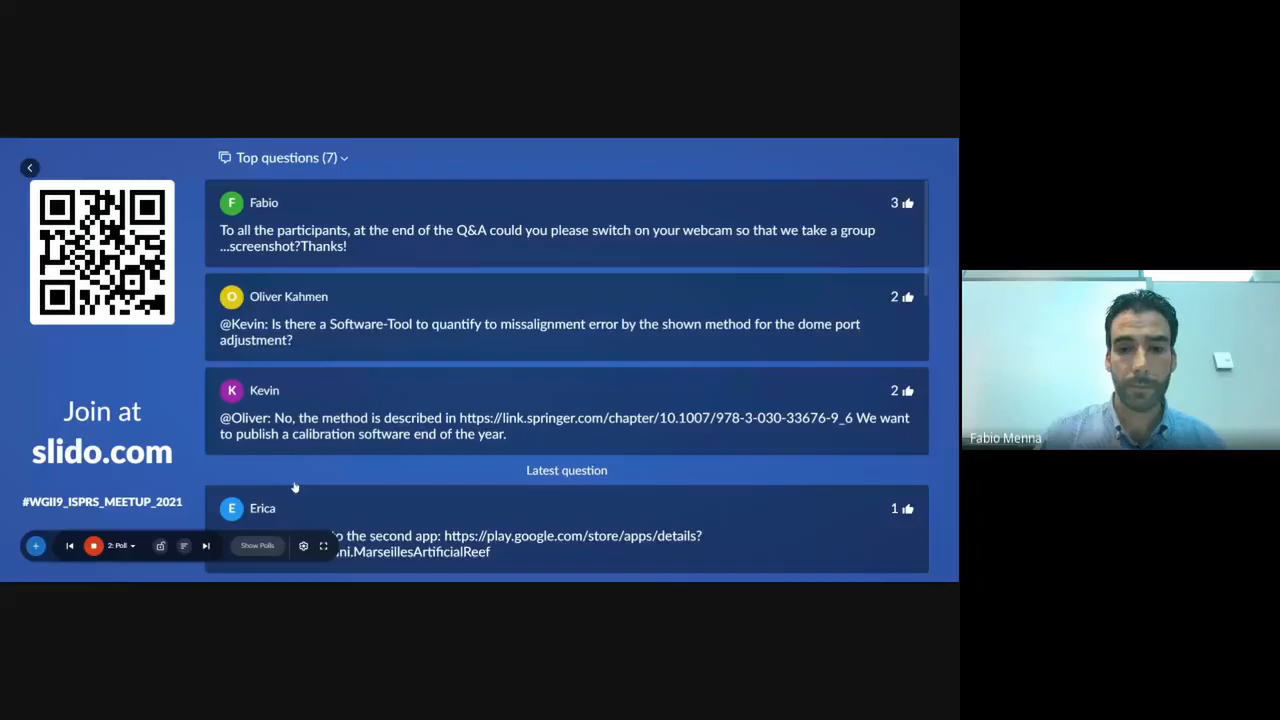 Top questions (7)
F Fabio 3
To all the participants, at the end of the Q&A could you please switch on your webcam so that we take a group
...screenshot?Thanks!
O Oliver Kahmen 2
@Kevin: Is there a Software-Tool to quantify to missalignment error by the shown method for the dome port
adjustment?
K Kevin 2
@Oliver: No, the method is described in https://link.springer.com/chapter/10.1007/978-3-030-33676-9_6 We want
to publish a calibration software end of the year.
Latest question
E Erica 1
to the second app: https://play.google.com/store/apps/details?
ni.MarseillesArtificialReef
Join at
slido.com
#WGII9_ISPRS_MEETUP_2021
2: Poll
Show Polls
Fabio Menna